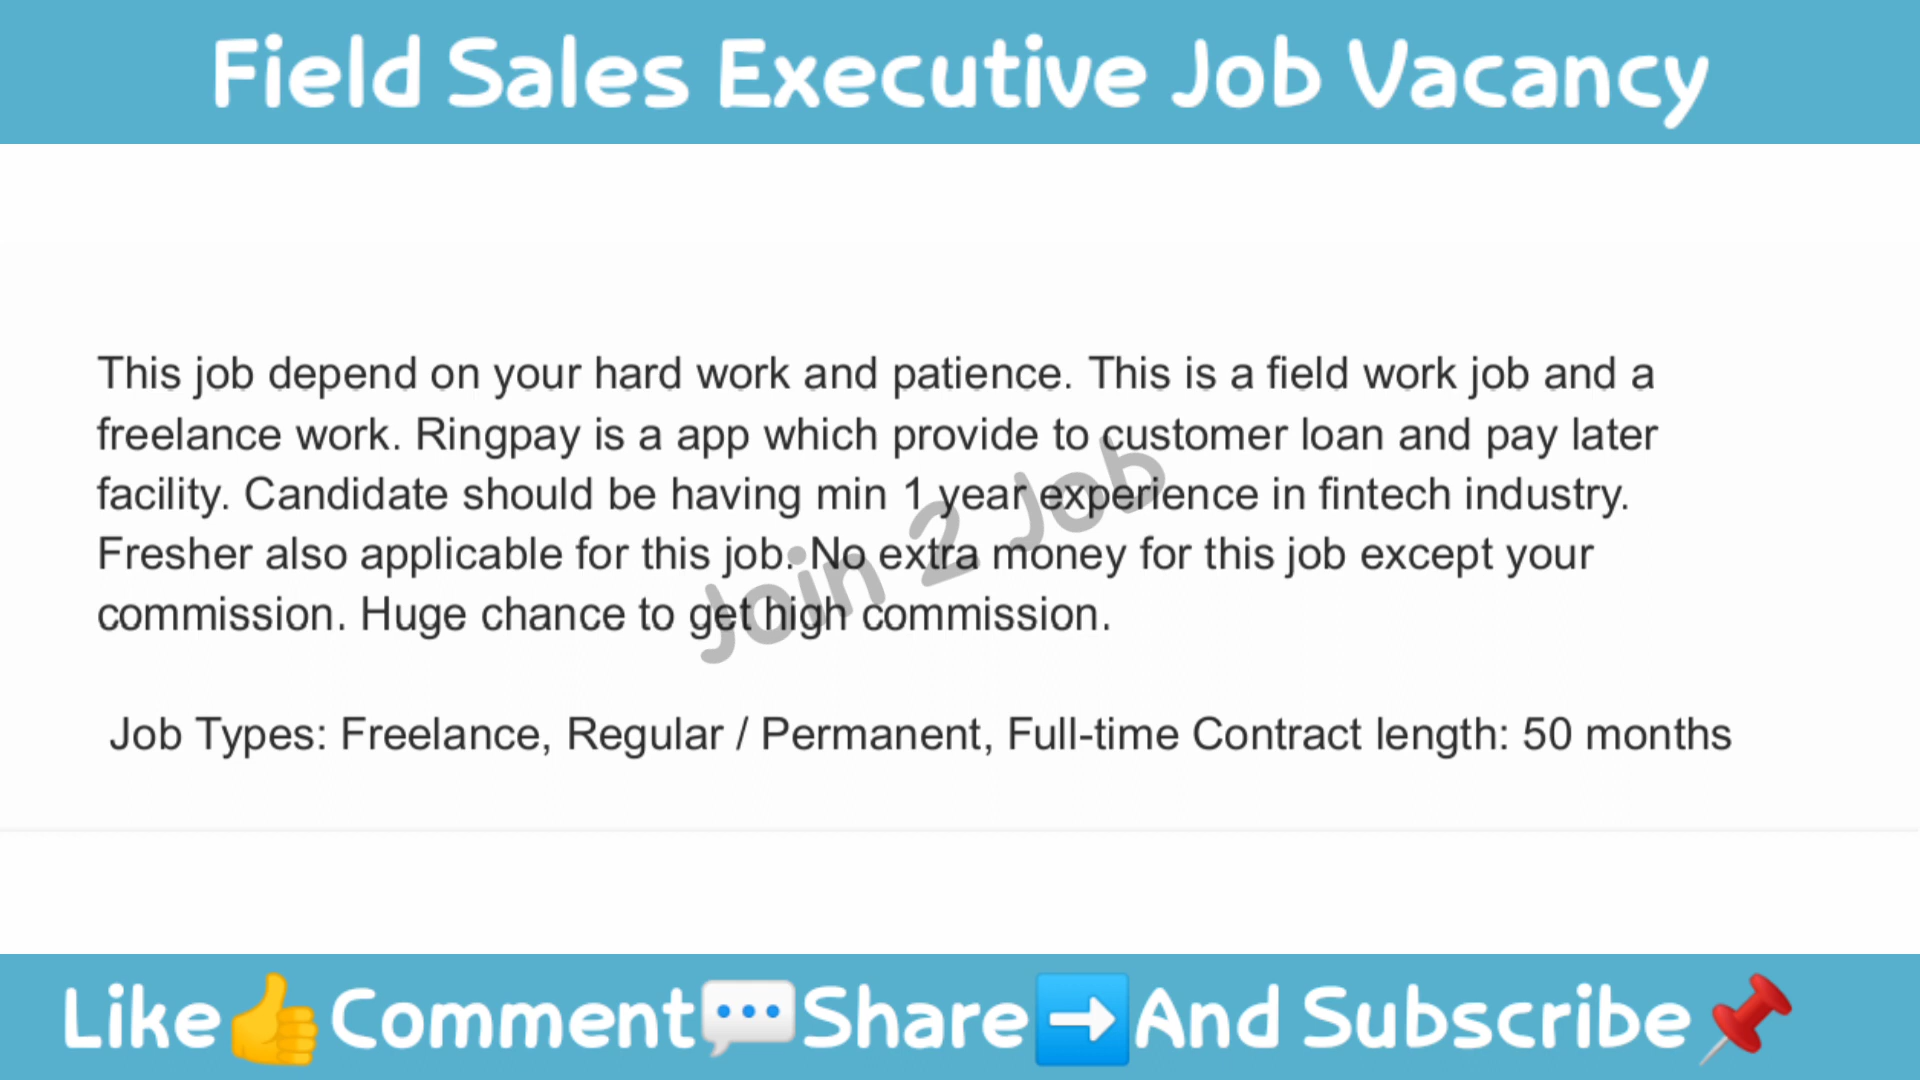 Field Sales Executive Job Vacancy
This job depend on your hard work and patience. This is a field work job and a
freelance work. Ringpay is a app which provide to customer loan and pay later
facility. Candidate should be having min 1 year experience in fintech industry.
Fresher also applicable for this job. No extra money for this job except your
commission. Huge chance to get high commission.
Join 2 Job
Job Types: Freelance, Regular / Permanent, Full-time Contract length: 50 months
Like👍Comment💬Share➡️And Subscribe📌